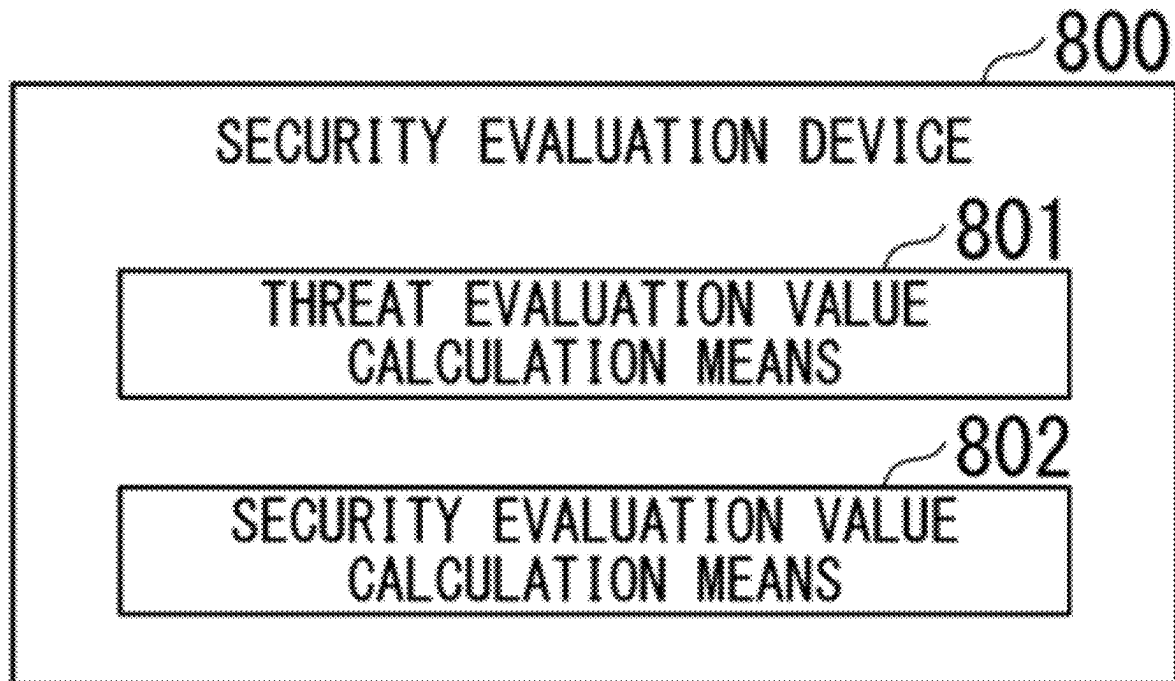 800
SECURITY EVALUATION DEVICE
801
THREAT EVALUATION VALUE
CALCULATION MEANS
802
SECURITY EVALUATION VALUE
CALCULATION MEANS